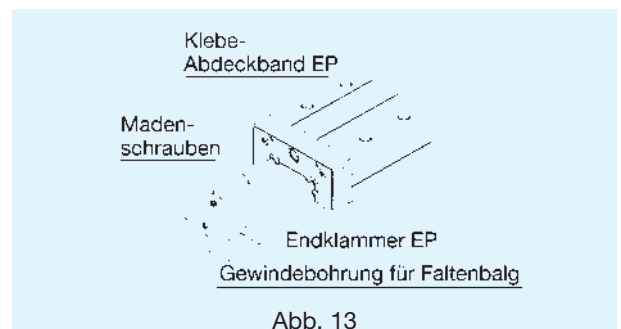 Klebe-
Abdeckband EP
Maden-
schrauben
Endklammer EP
Gewindebohrung für Faltenbalg
Abb. 13